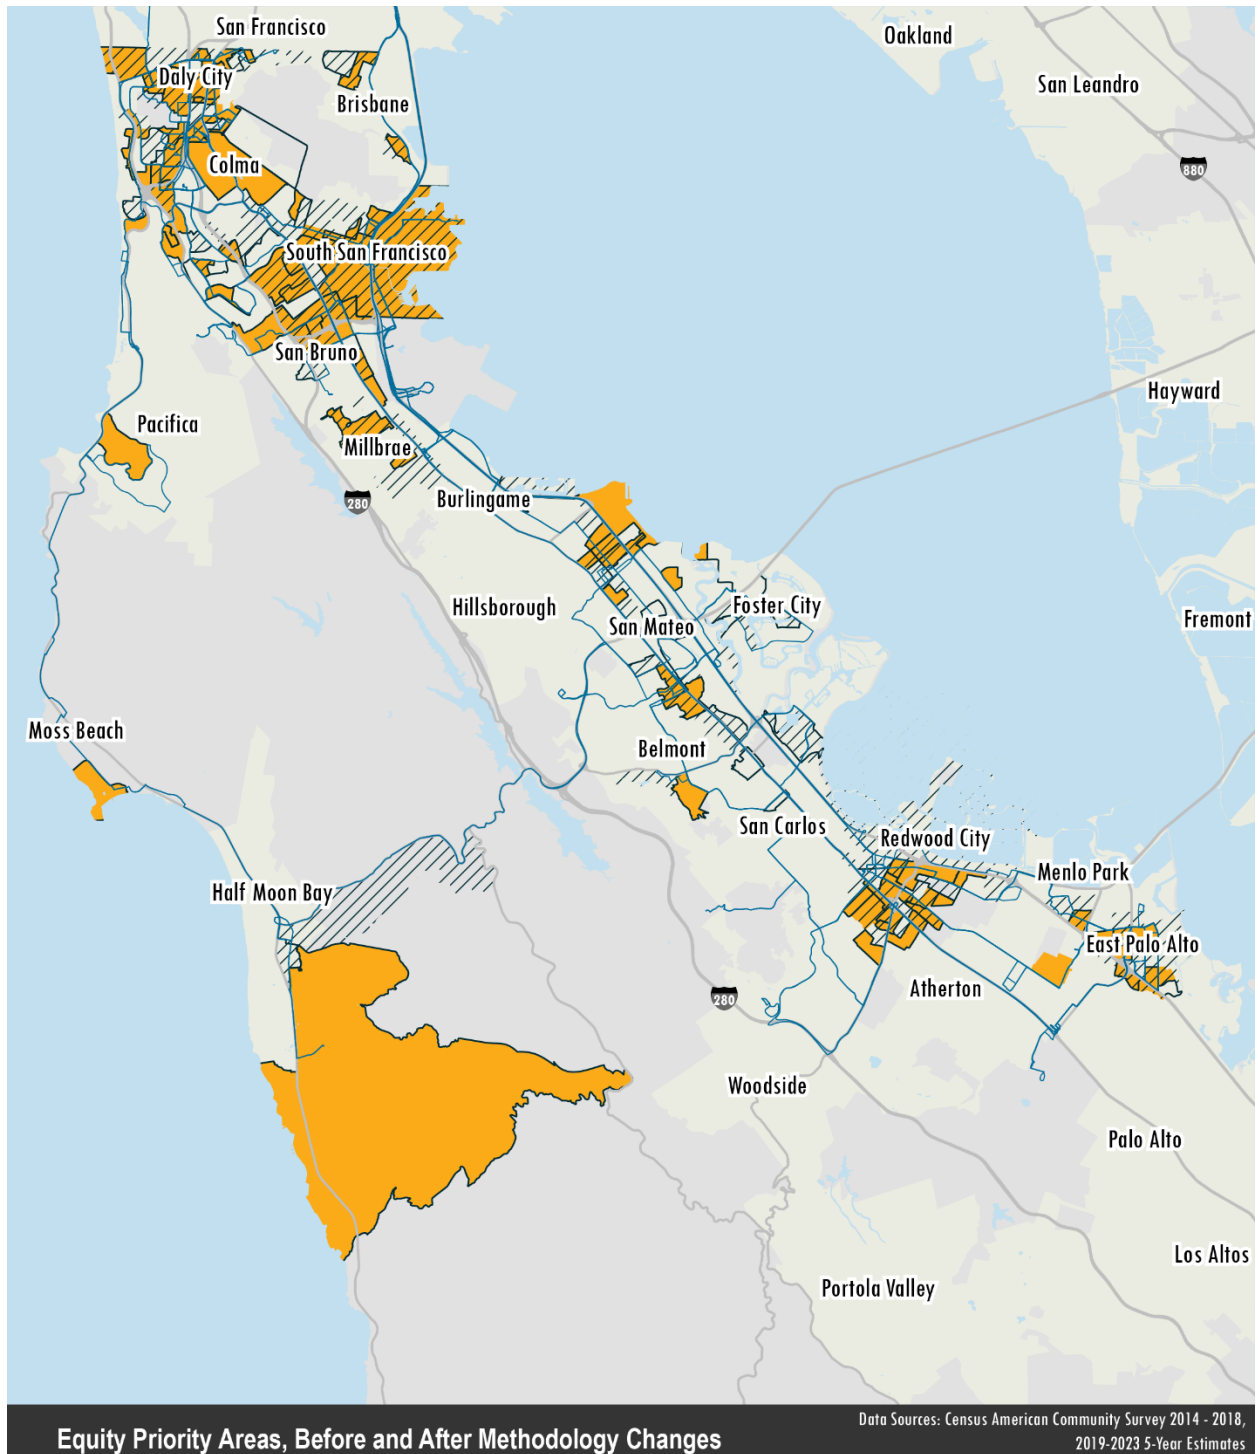 San Francisco
Oakland
Daly City
San Leandro
Brisbane
Colma
880
South San Francisco
San Bruno
Hayward
Pacifica
Millbrae
280
Burlingame
Hillsborough
Foster City
San Mateo
Fremont
Moss Beach
Belmont
San Carlos
Redwood City
Menlo Park
Half Moon Bay
East Palo Alto
Atherton
280
Woodside
Palo Alto
Los Altos
Portola Valley
Equity Priority Areas, Before and After Methodology Changes
Data Sources: Census American Community Survey 2014 - 2018,
2019-2023 5-Year Estimates